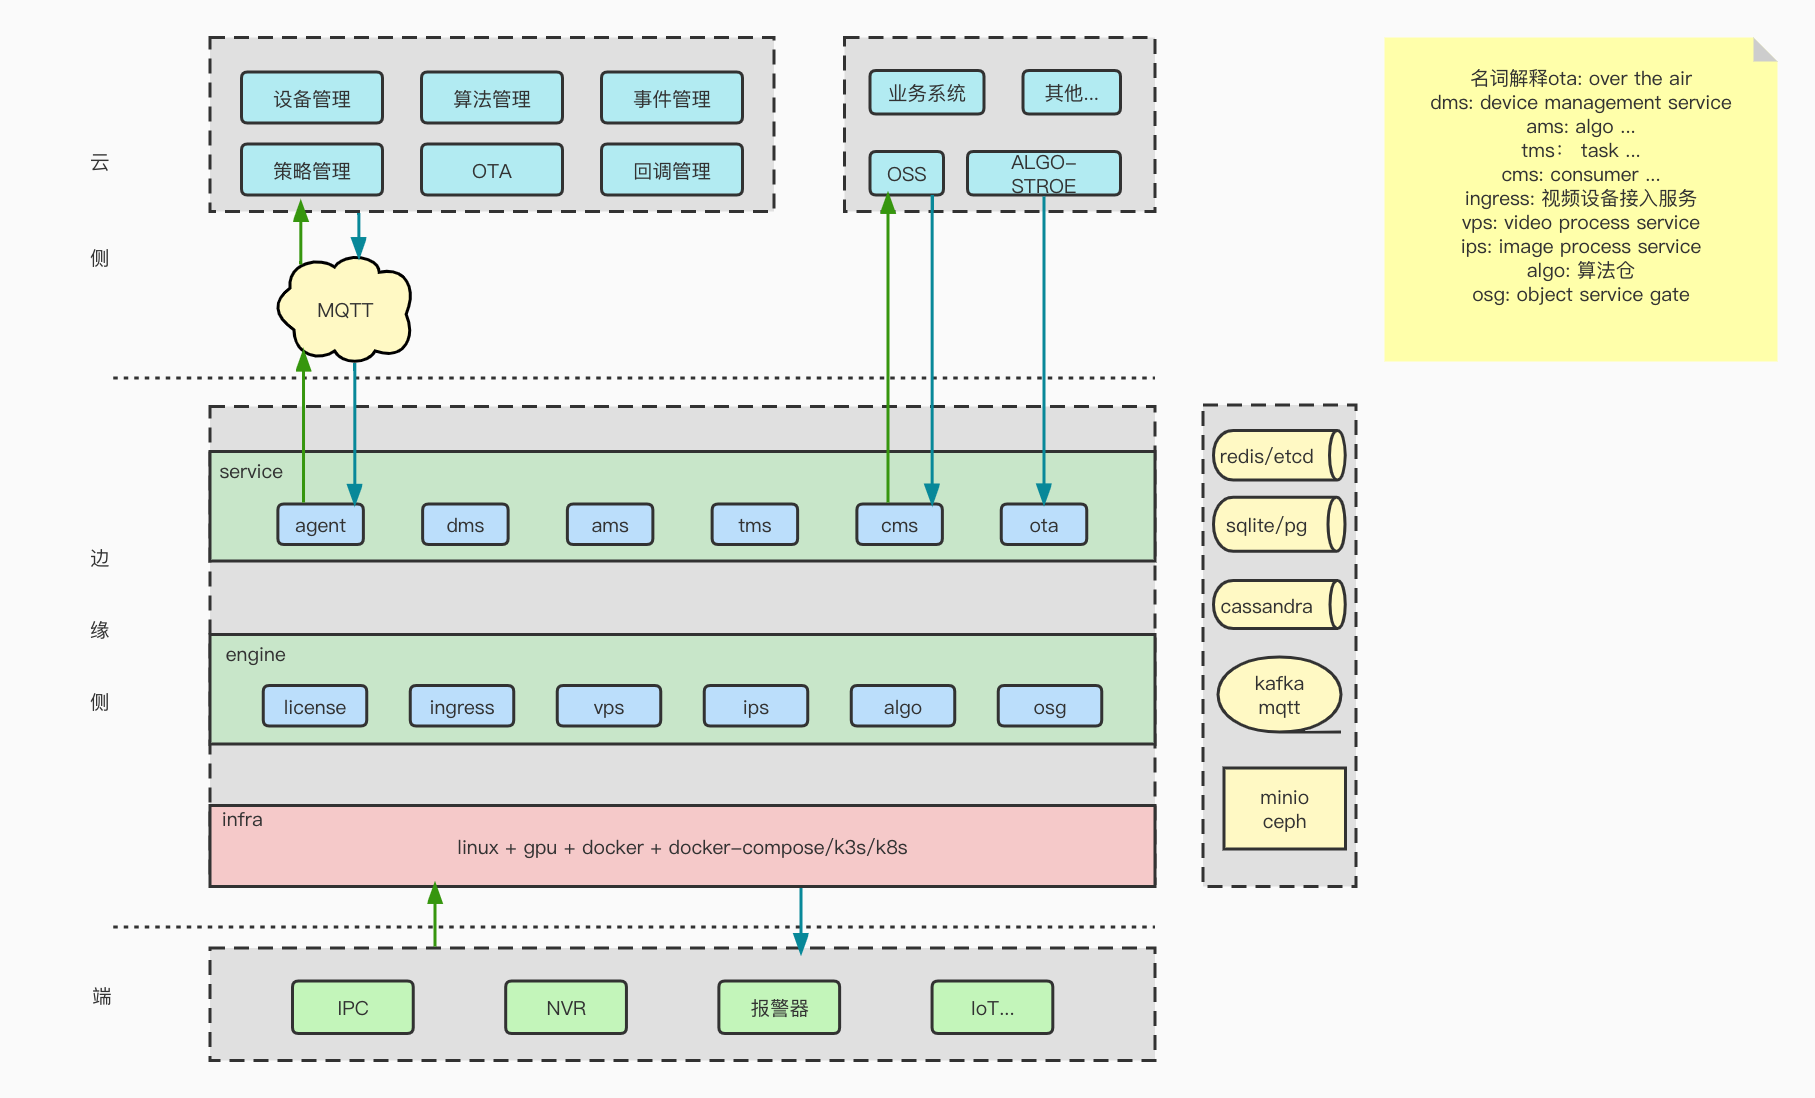 云
侧
设备管理
算法管理
事件管理
策略管理
OTA
回调管理
业务系统
其他...
OSS
ALGO-
STROE
名词解释ota: over the air
dms: device management service
ams: algo ...
tms： task ...
cms: consumer ...
ingress: 视频设备接入服务
vps: video process service
ips: image process service
algo: 算法仓
osg: object service gate
MQTT
边
缘
侧
service
agent
dms
ams
tms
cms
ota
engine
license
ingress
vps
ips
algo
osg
infra
linux + gpu + docker + docker-compose/k3s/k8s
redis/etcd
sqlite/pg
cassandra
kafka
mqtt
minio
ceph
端
IPC
NVR
报警器
IoT...